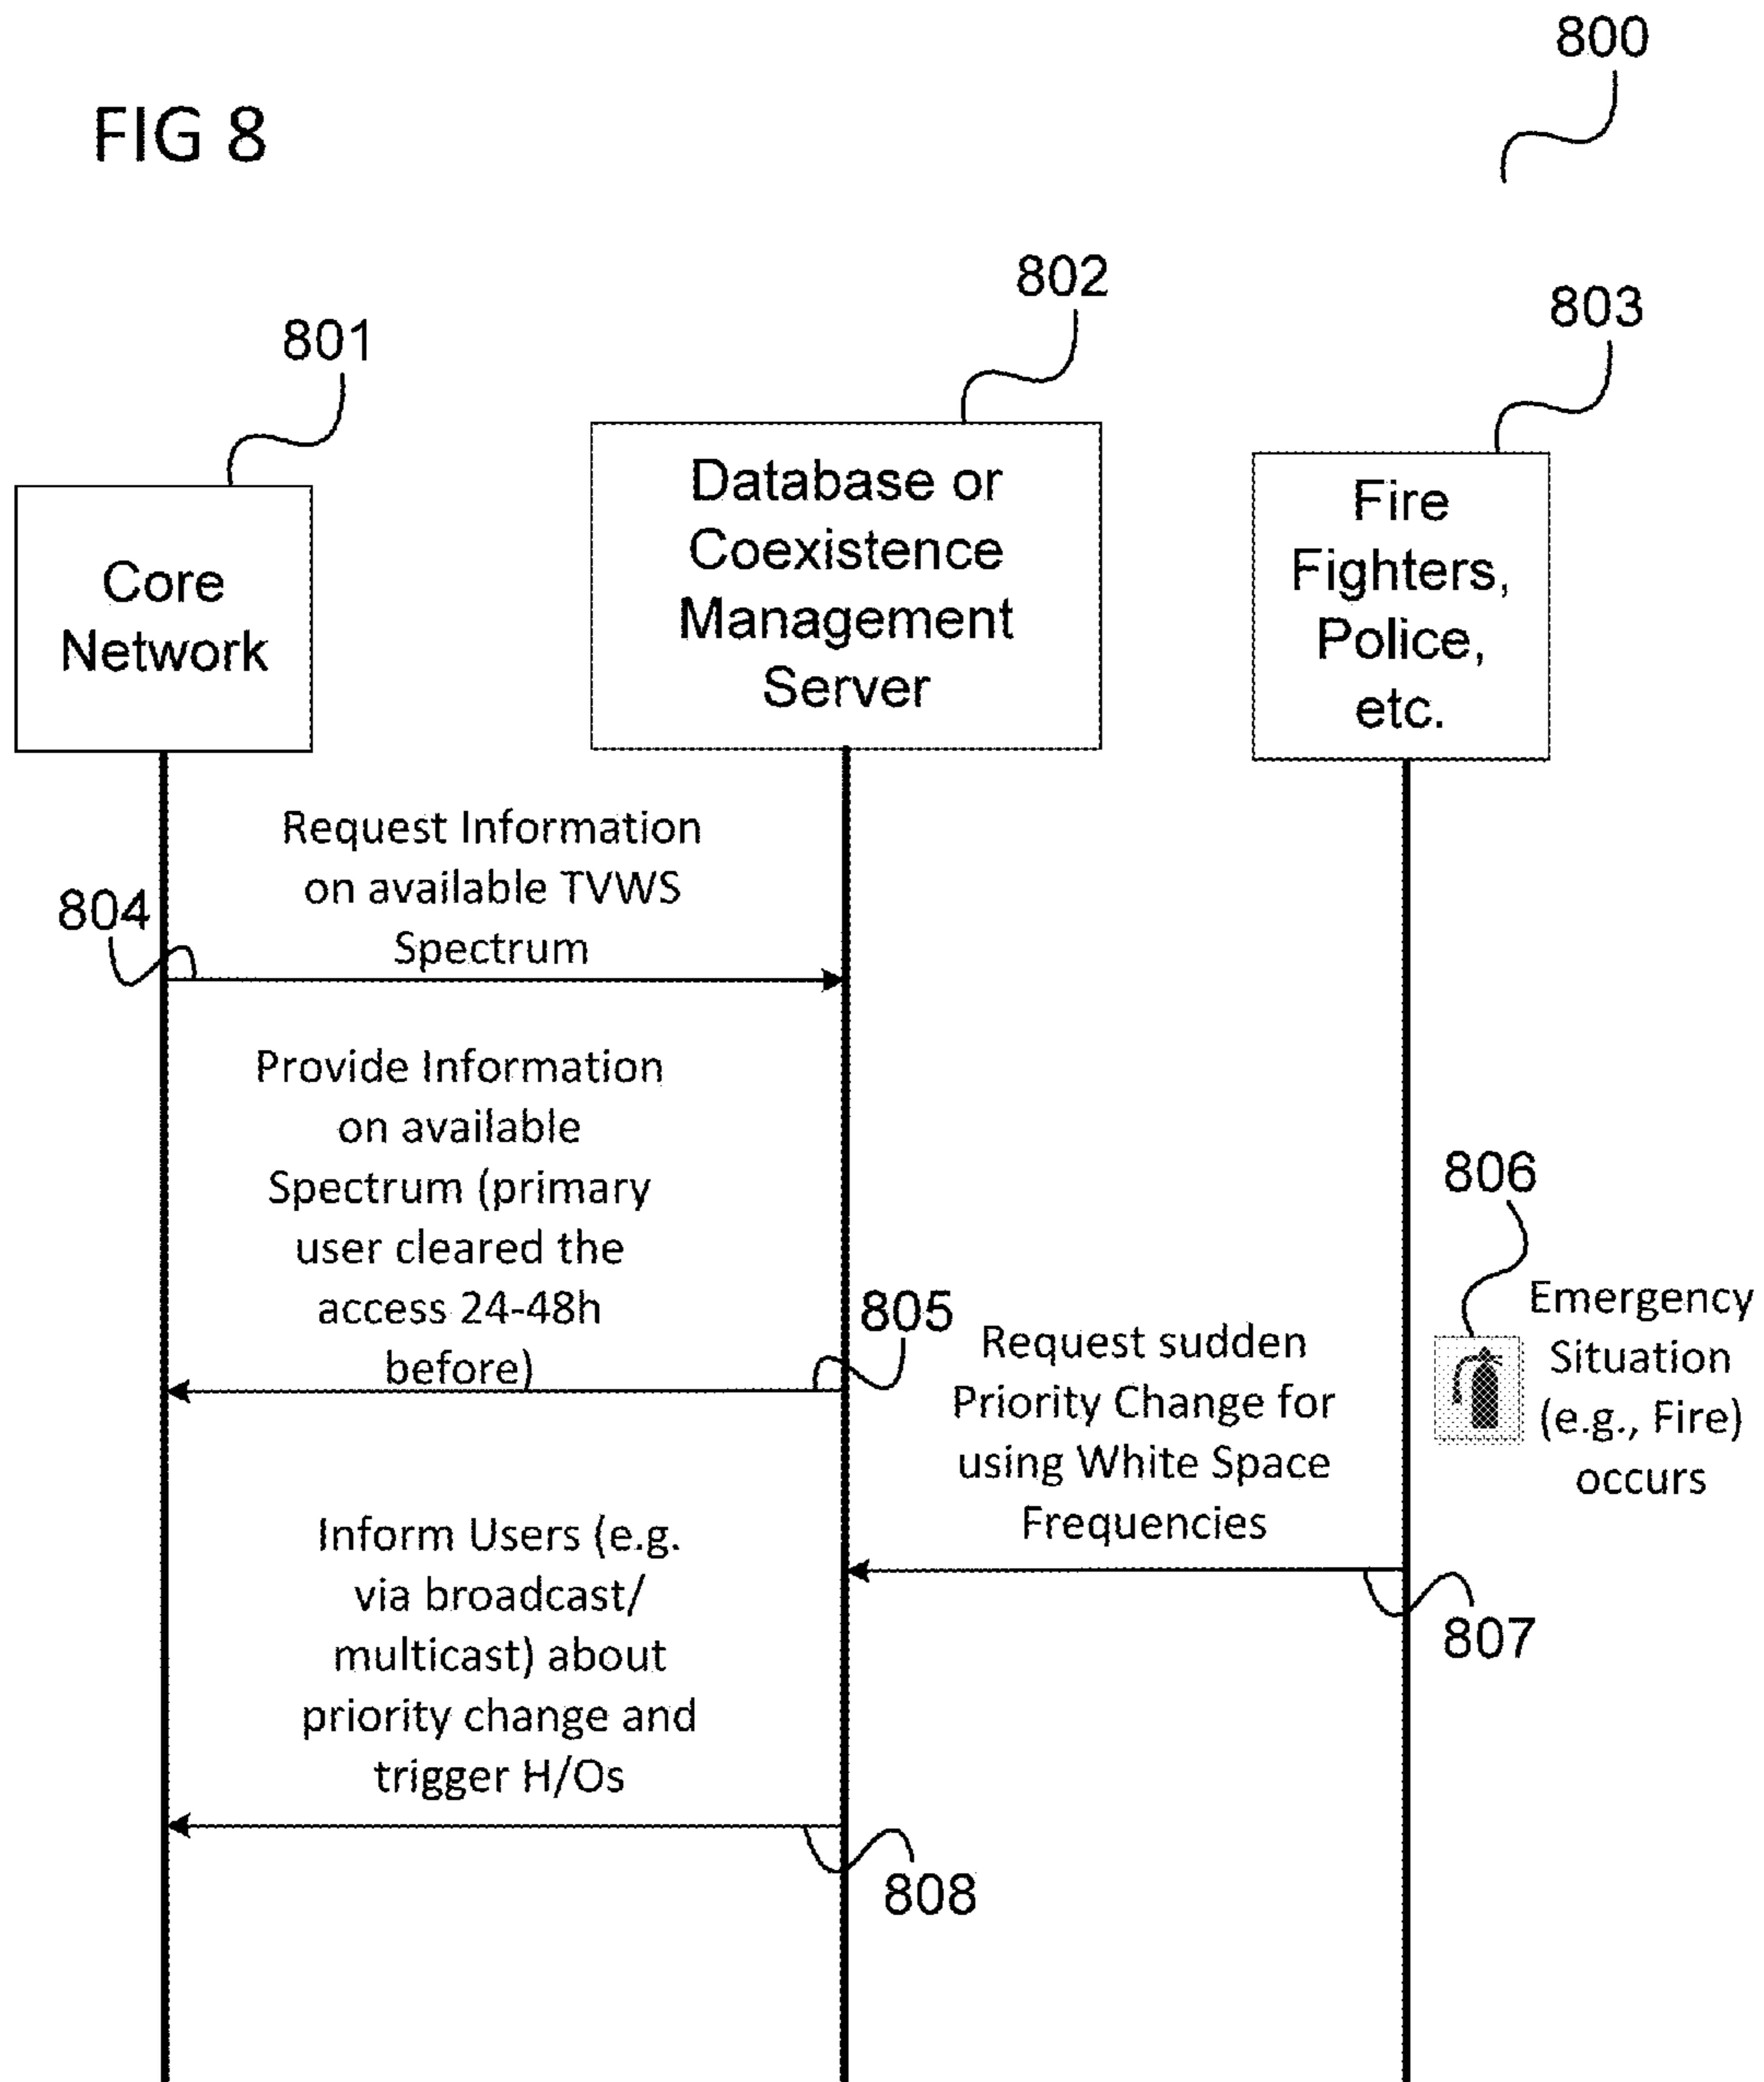 800
FIG 8
802
803
801
Core
Network
Database or
Coexistence
Management
Server
Fire
Fighters,
Police,
etc.
Request Information
on available TVWS
Spectrum
804
Provide Information
on available
Spectrum (primary
user cleared the
access 24-48h
before)
805
806
Emergency
Situation
(e.g., Fire)
occurs
Request sudden
Priority Change for
using White Space
Frequencies
807
Inform Users (e.g.
via broadcast/
multicast) about
priority change and
trigger H/Os
808